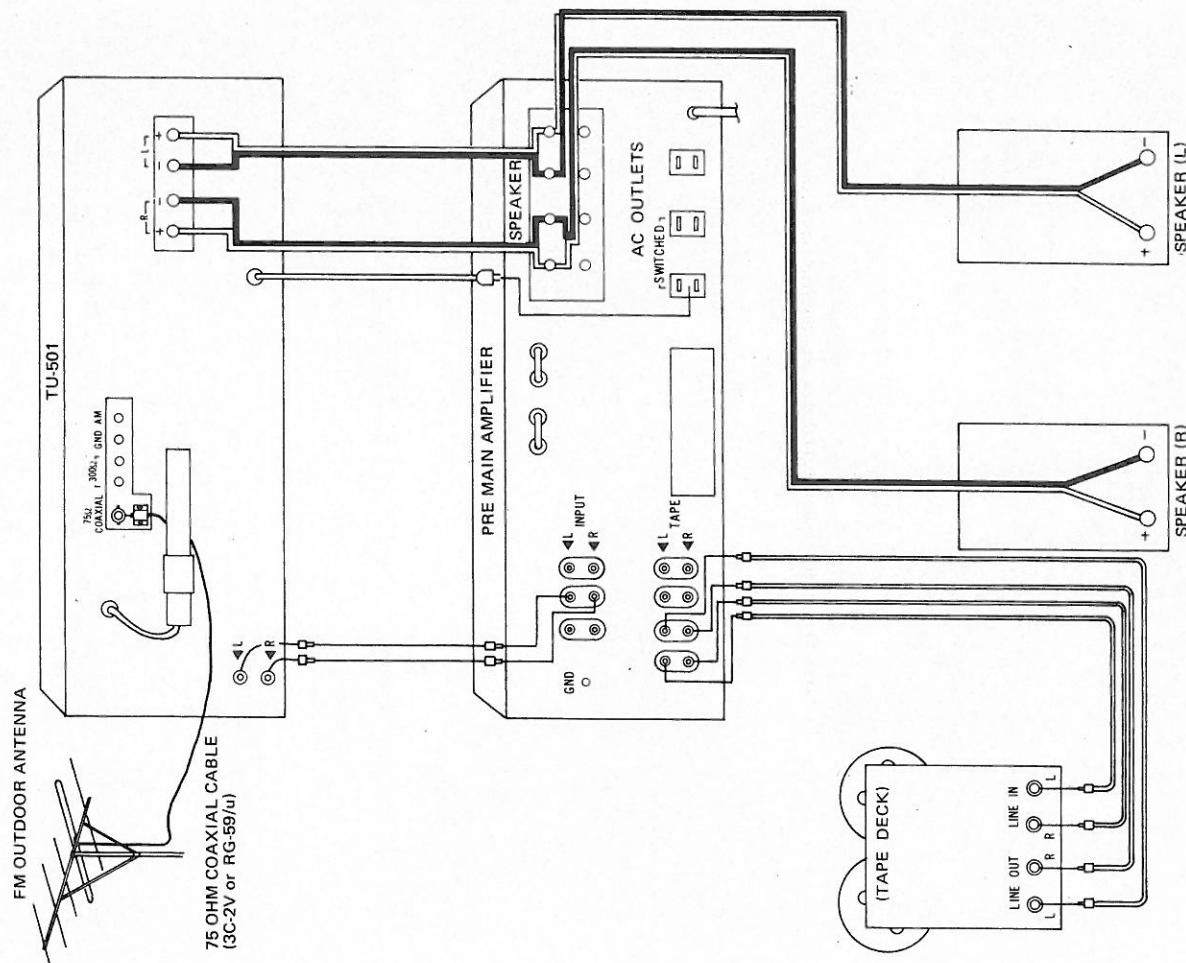 FM OUTDOOR ANTENNA
75 OHM COAXIAL CABLE
(3C-2V or RG-59/u)
TU-501
75Ω
COAXIAL
300Ω
GND
AM
L
R
R
L
+
-
-
+
PRE MAIN AMPLIFIER
GND
L
INPUT
R
L
TAPE
R
SPEAKER
AC OUTLETS
SWITCHED
(TAPE DECK)
LINE OUT
LINE IN
L
R
R
L
+
-
SPEAKER (R)
+
-
SPEAKER (L)